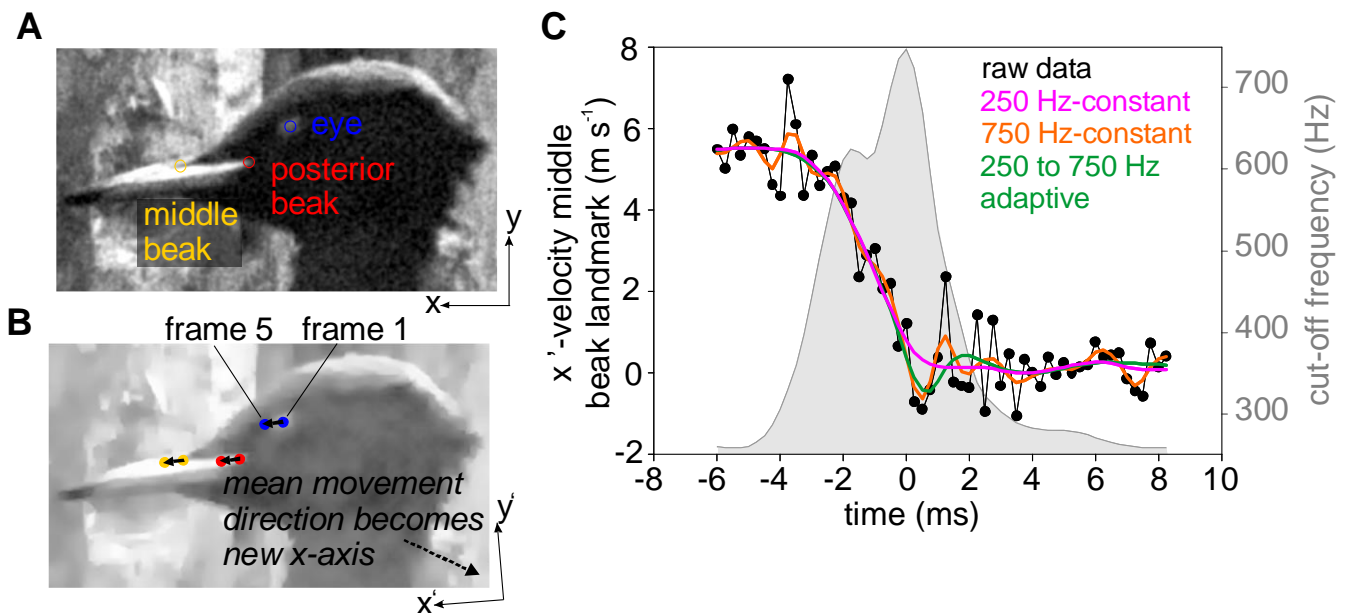 A
eye
posterior
beak
middle
beak
y
x
B
frame 5 frame 1
mean movement
direction becomes
new x-axis
y'
x'
C
x'-velocity middle
beak landmark (m s-1)
8
6
4
2
0
-2
raw data
250 Hz-constant
750 Hz-constant
250 to 750 Hz
adaptive
700
600
500
400
300
cut-off frequency (Hz)
-8 -6 -4 -2 0 2 4 6 8 10
time (ms)